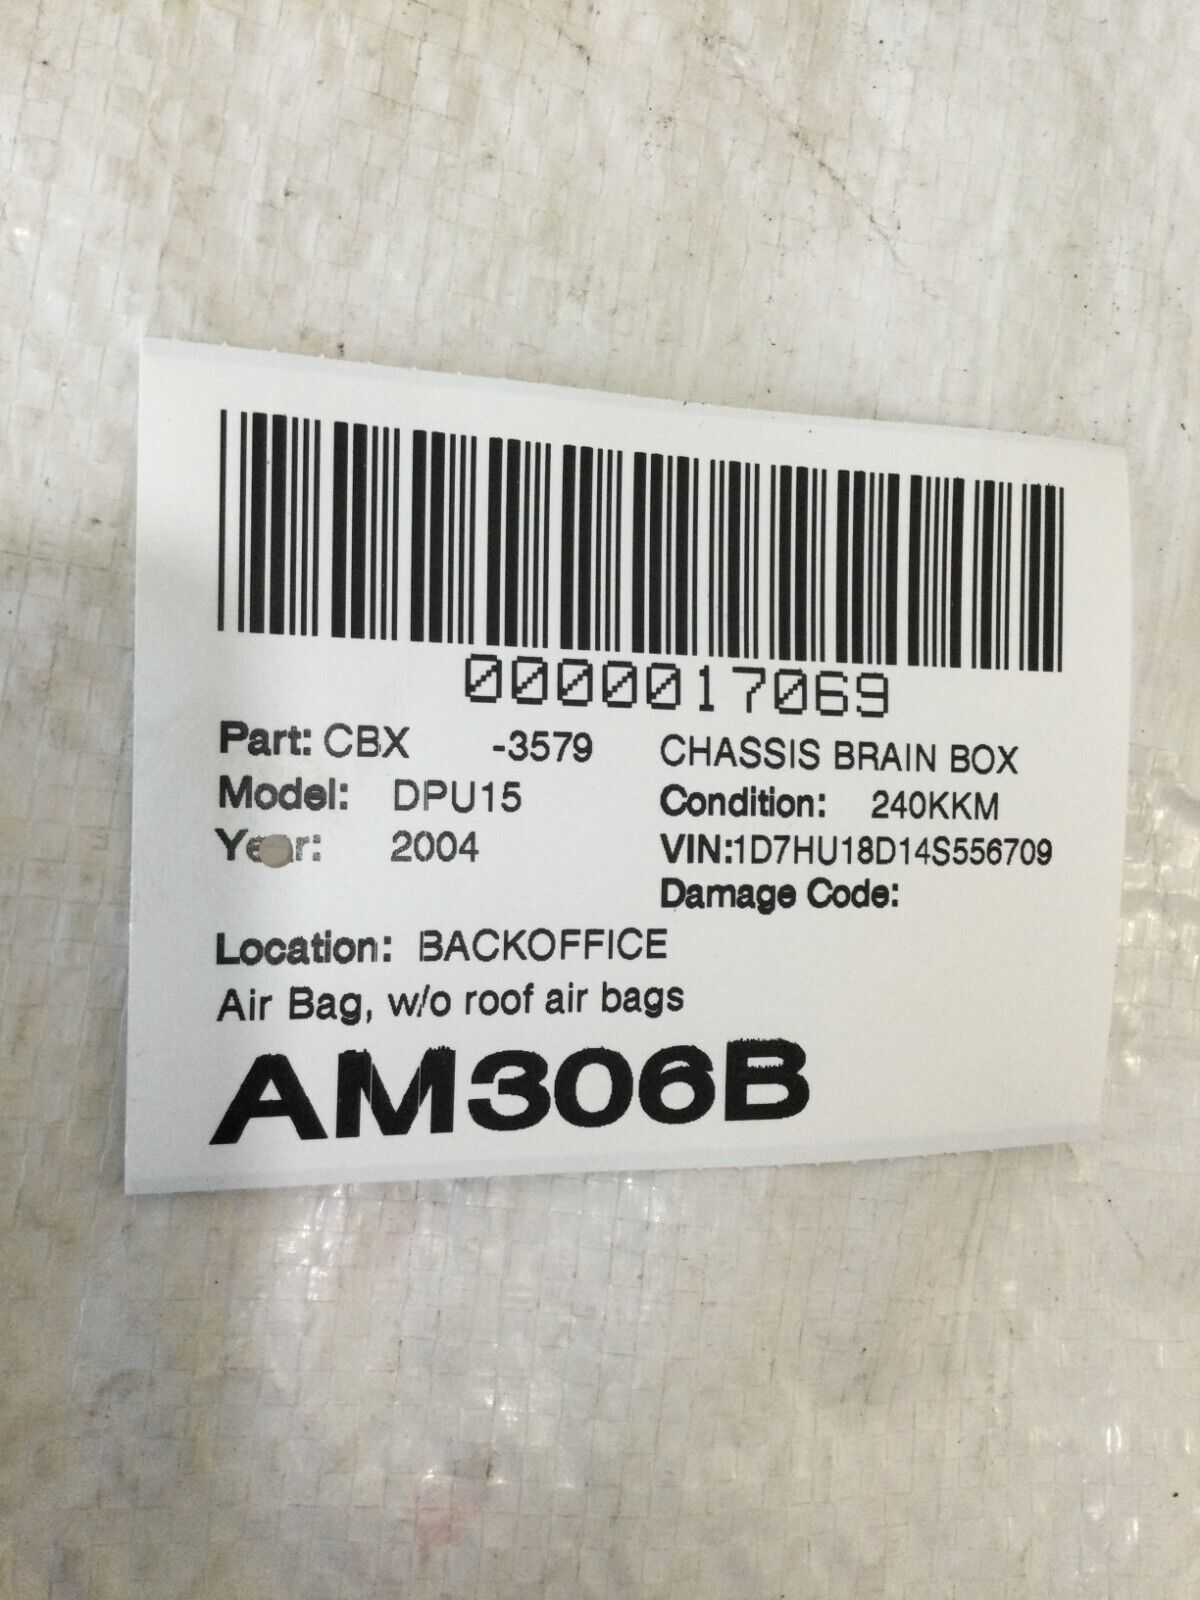 0000017069
Part: CBX -3579 CHASSIS BRAIN BOX
Model: DPU15 Condition: 240KKM
Year: 2004 VIN:1D7HU18D14S556709
Damage Code:
Location: BACKOFFICE
Air Bag, w/o roof air bags
AM306B